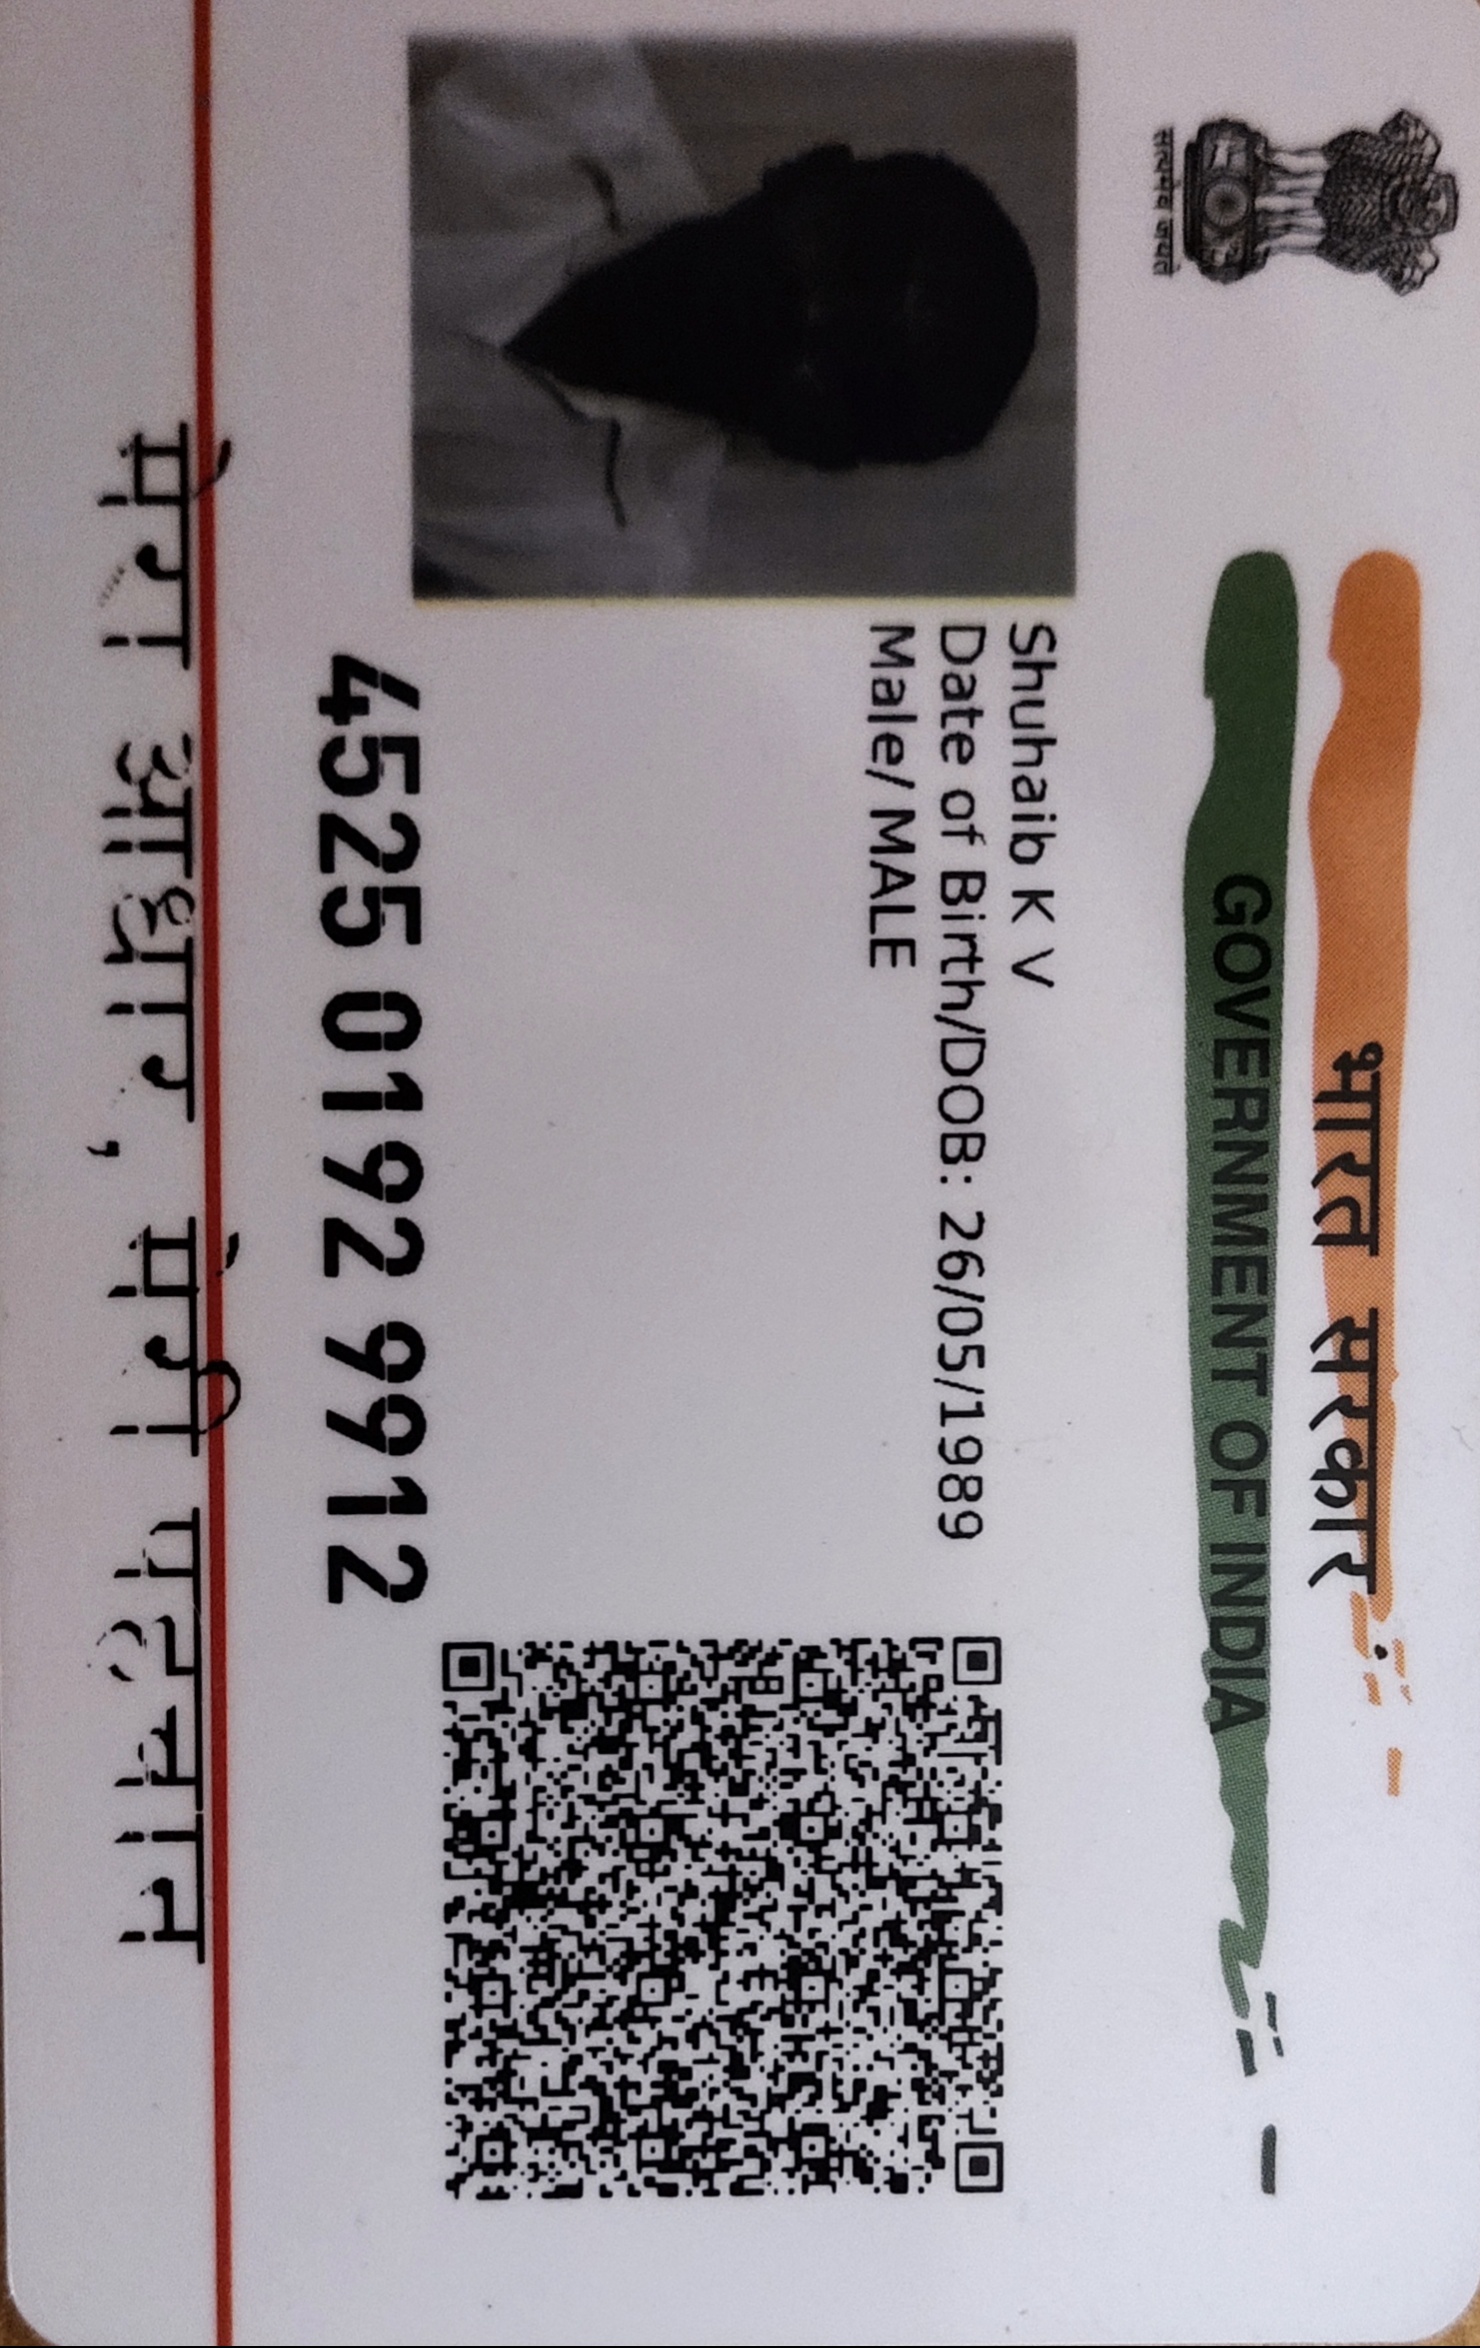 भारत सरकार
GOVERNMENT OF INDIA
सत्यमेव जयते
Shuhaib K V
Date of Birth/DOB: 26/05/1989
Male/ MALE
4525 0192 9912
मेरा आधार, मेरी पहचान